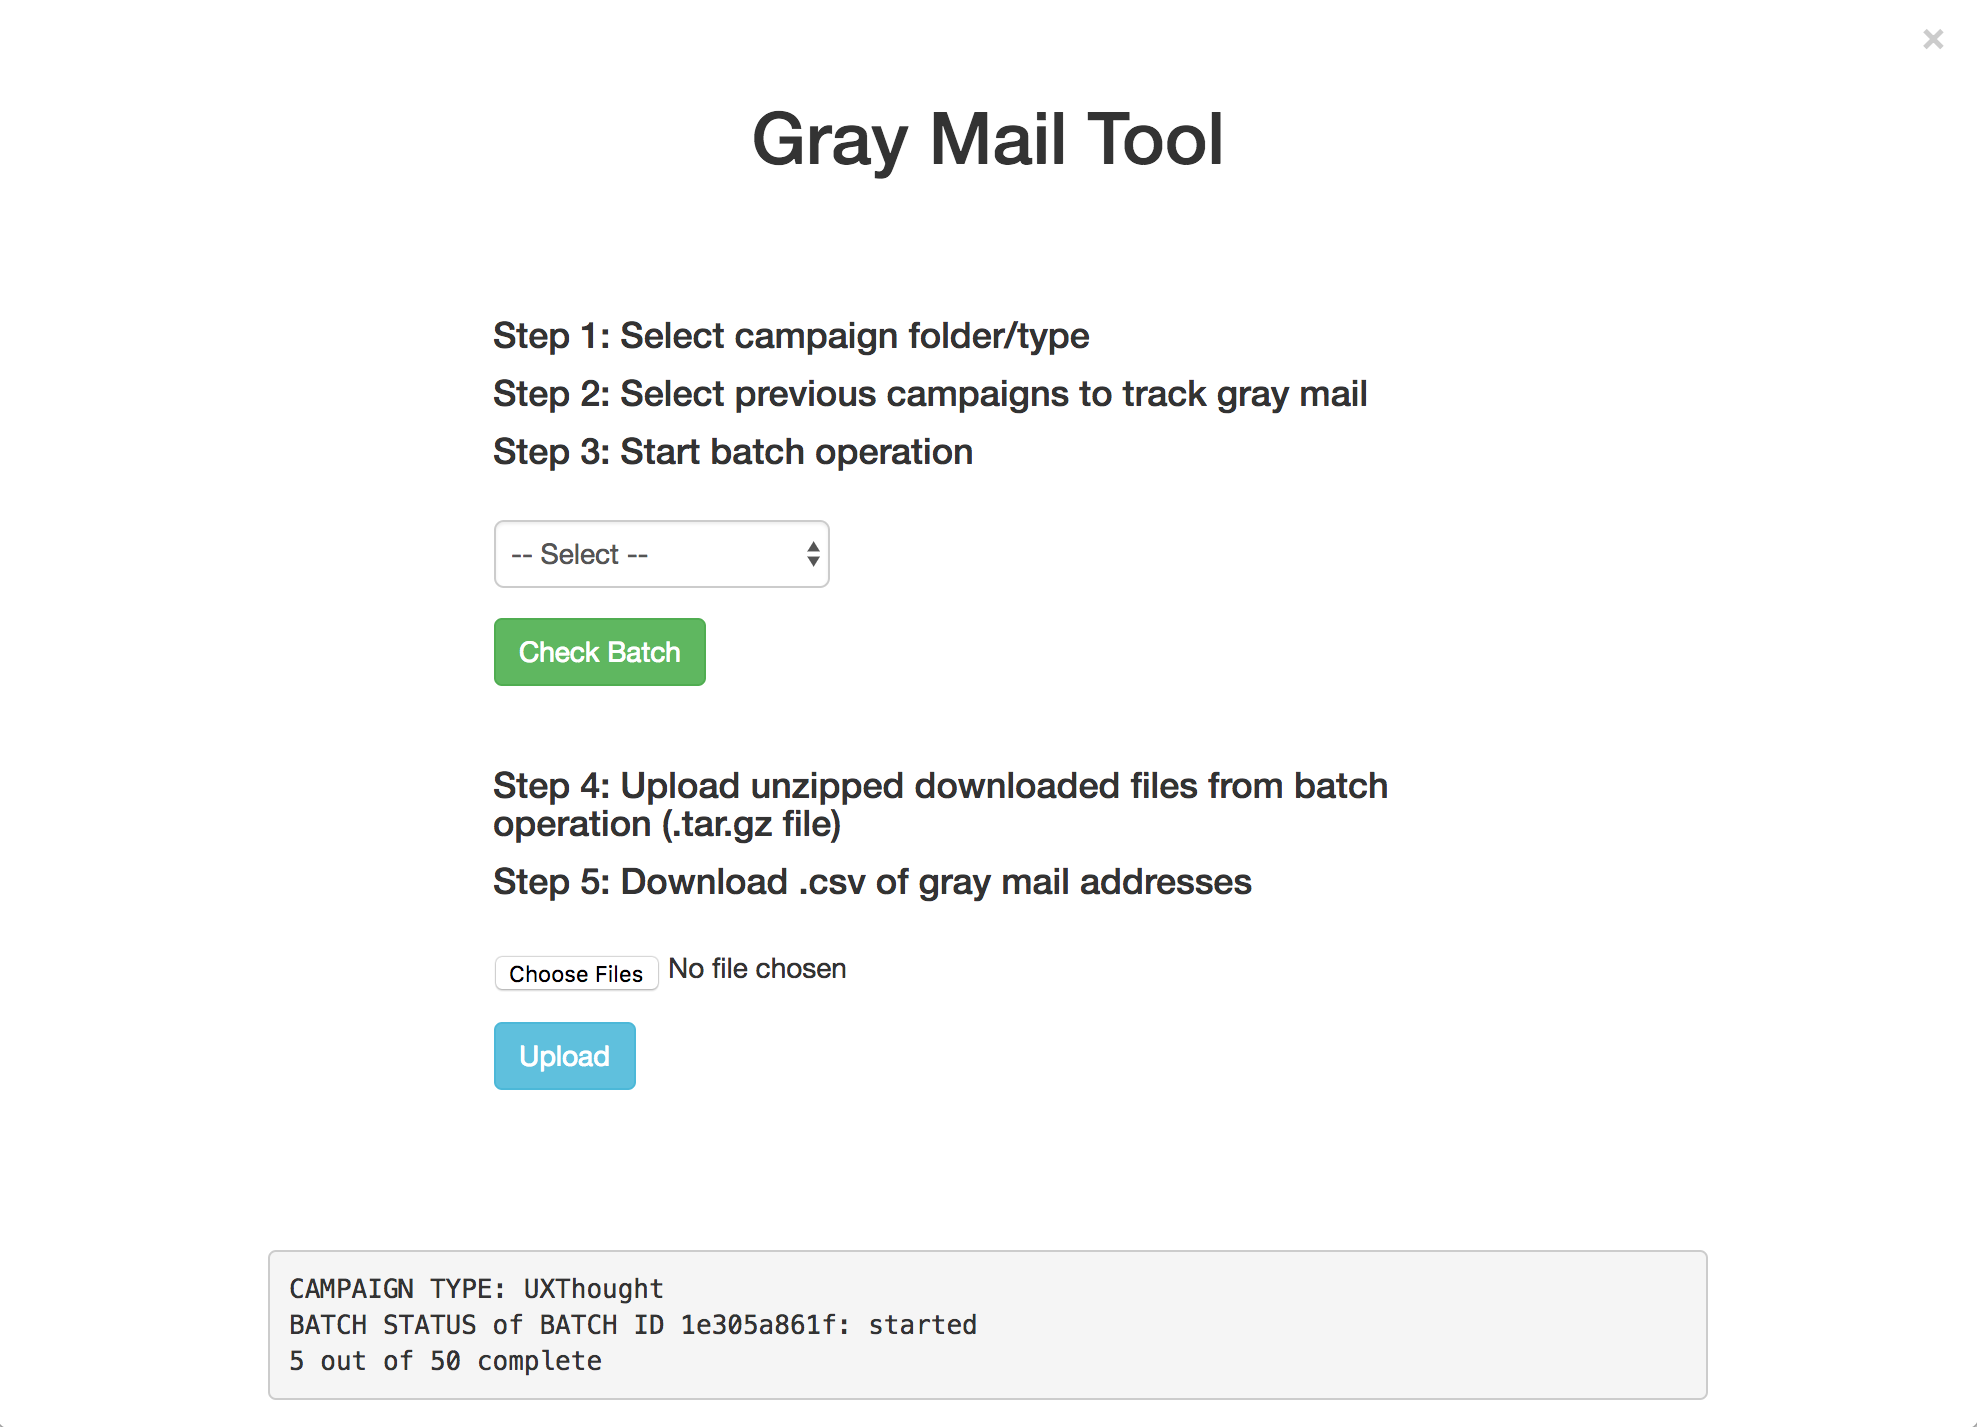 ×
Gray Mail Tool
Step 1: Select campaign folder/type
Step 2: Select previous campaigns to track gray mail
Step 3: Start batch operation
-- Select --
Check Batch
Step 4: Upload unzipped downloaded files from batch
operation (.tar.gz file)
Step 5: Download .csv of gray mail addresses
Choose Files No file chosen
Upload
CAMPAIGN TYPE: UXThought
BATCH STATUS of BATCH ID 1e305a861f: started
5 out of 50 complete